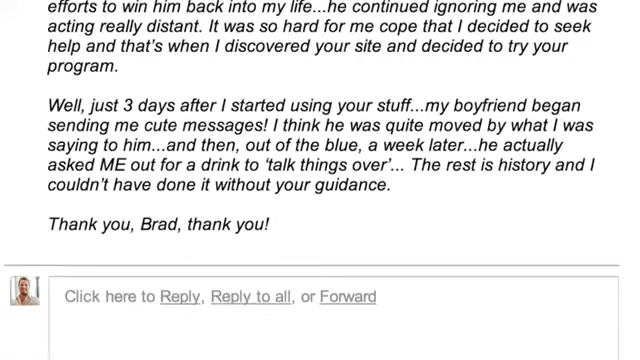 efforts to win him back into my life...he continued ignoring me and was
acting really distant. It was so hard for me cope that I decided to seek
help and that's when I discovered your site and decided to try your
program.
Well, just 3 days after I started using your stuff...my boyfriend began
sending me cute messages! I think he was quite moved by what I was
saying to him...and then, out of the blue, a week later...he actually
asked ME out for a drink to 'talk things over'... The rest is history and I
couldn't have done it without your guidance.
Thank you, Brad, thank you!
Click here to Reply, Reply to all, or Forward